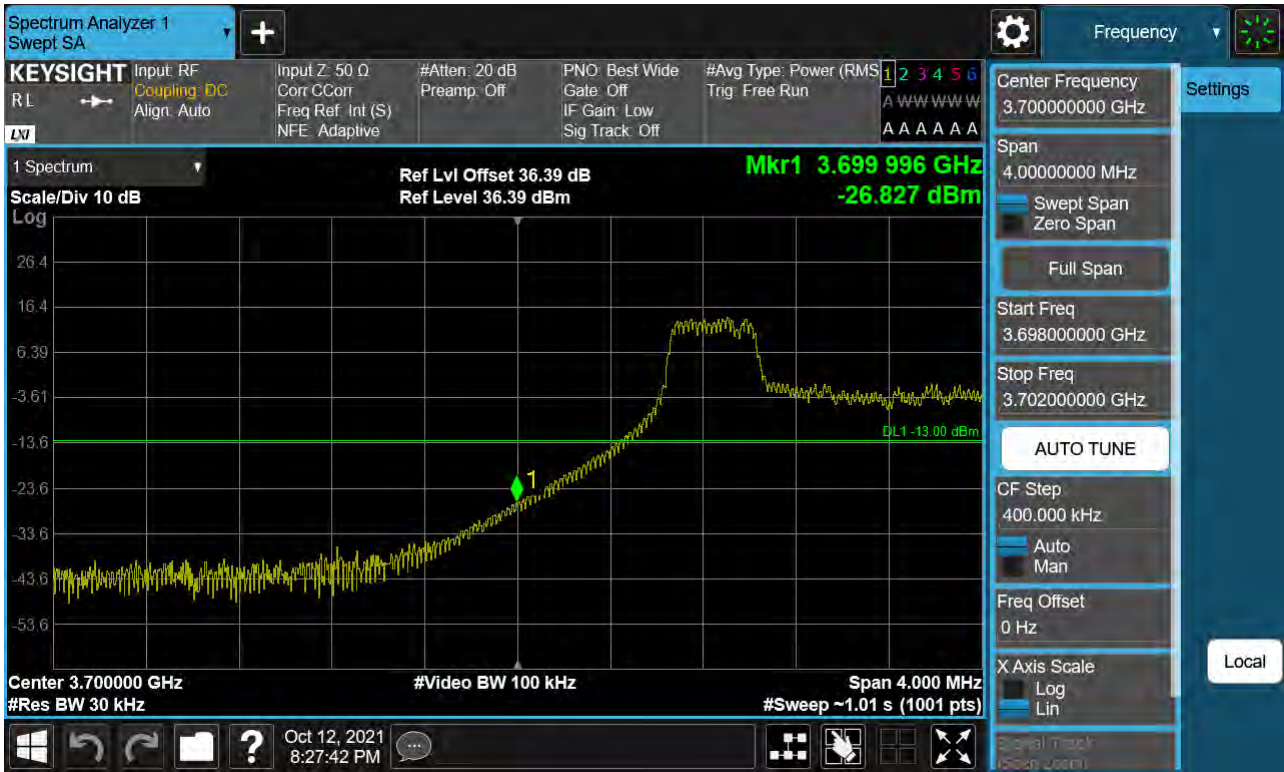 Spectrum Analyzer 1
Swept SA
+
Frequency
KEYSIGHT
RL
LXI
Input: RF
Coupling: DC
Align: Auto
Input Z: 50 Ω
Corr CCorr
Freq Ref: Int (S)
NFE: Adaptive
#Atten: 20 dB
Preamp: Off
PNO: Best Wide
Gate: Off
IF Gain: Low
Sig Track: Off
#Avg Type: Power (RMS
Trig: Free Run
1 2 3 4 5 6
A W W W W W
A A A A A A
1 Spectrum
Scale/Div 10 dB
Log
Ref Lvl Offset 36.39 dB
Ref Level 36.39 dBm
Mkr1 3.699 996 GHz
-26.827 dBm
26.4
16.4
6.39
-3.61
-13.6
-23.6
-33.6
-43.6
-53.6
DL1 -13.00 dBm
1
Center 3.700000 GHz
#Res BW 30 kHz
#Video BW 100 kHz
Span 4.000 MHz
#Sweep ~1.01 s (1001 pts)
Center Frequency
3.700000000 GHz
Settings
Span
4.00000000 MHz
Swept Span
Zero Span
Full Span
Start Freq
3.698000000 GHz
Stop Freq
3.702000000 GHz
AUTO TUNE
CF Step
400.000 kHz
Auto
Man
Freq Offset
0 Hz
X Axis Scale
Log
Lin
Local
Signal Track
(Span Zoom)
?
Oct 12, 2021
8:27:42 PM